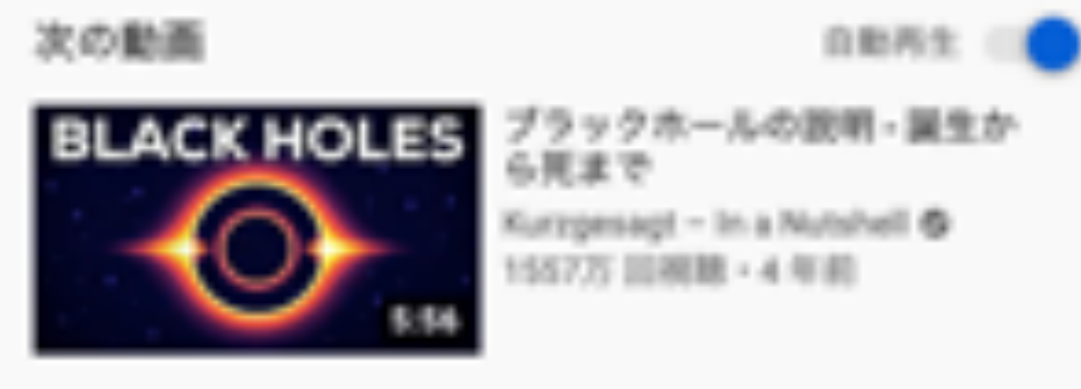 次の動画
自動再生
BLACK HOLES
5:56
ブラックホールの説明 - 誕生か
ら死まで
Kurzgesagt – In a Nutshell
1557万 回視聴・4 年前